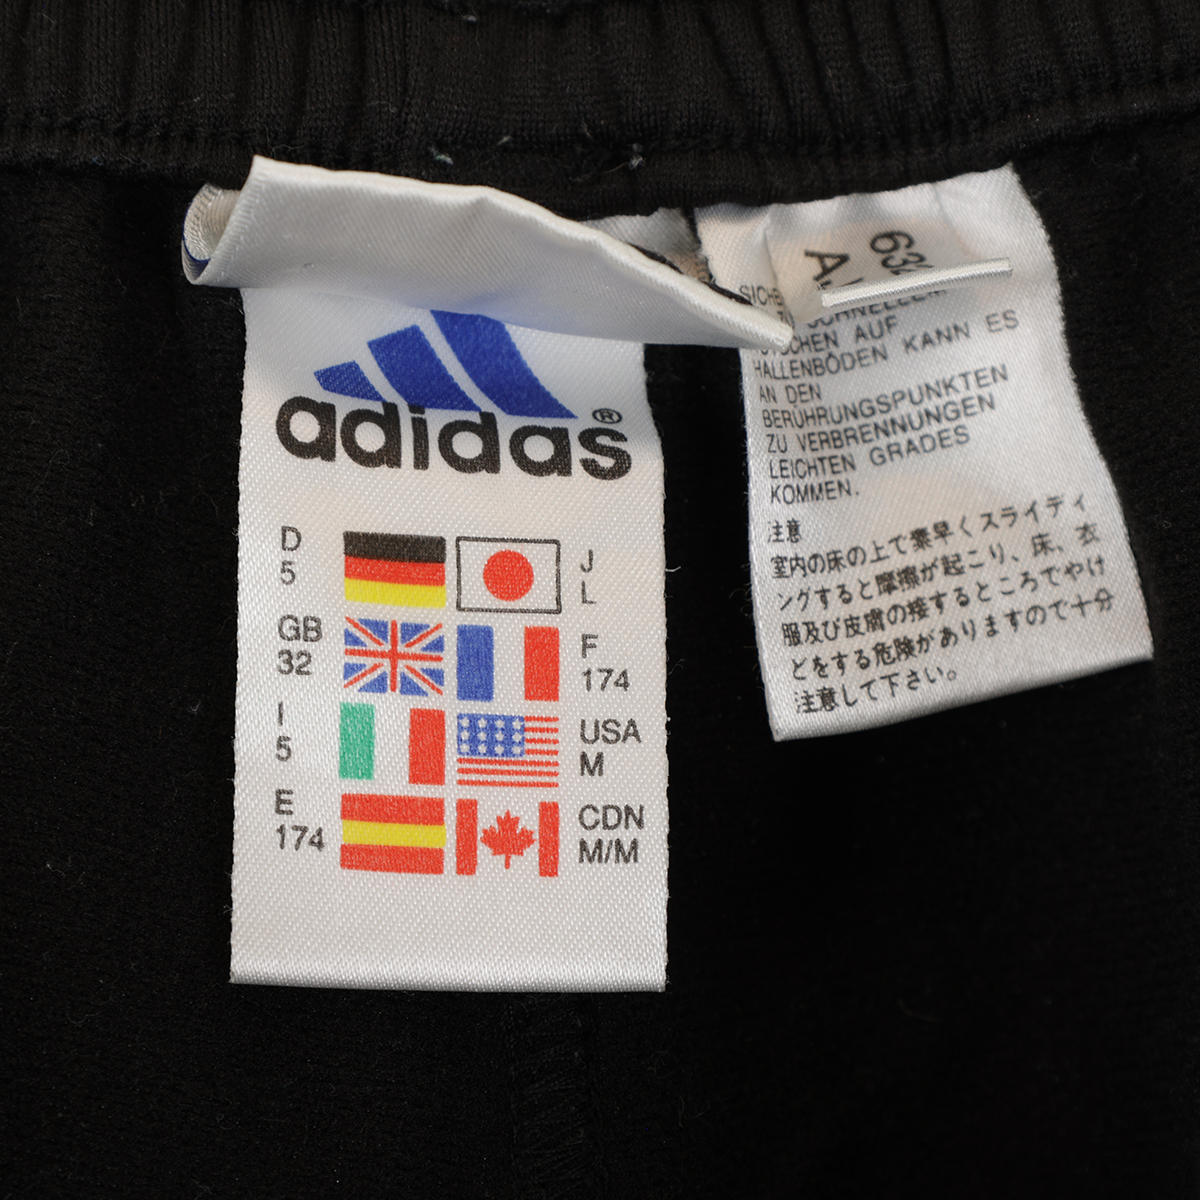 adidas®
D
5
J
L
GB
32
F
174
I
5
USA
M
E
174
CDN
M/M
SCHNELLEM
AUF
HALLENBÖDEN KANN ES
AN DEN
BERÜHRUNGSPUNKTEN
ZU VERBRENNUNGEN
LEICHTEN GRADES
KOMMEN.
注意
室内の床の上で素早くスライディ
ングすると摩擦が起こり、床、衣
服及び皮膚の接するところでやけ
どをする危険がありますので十分
注意して下さい。